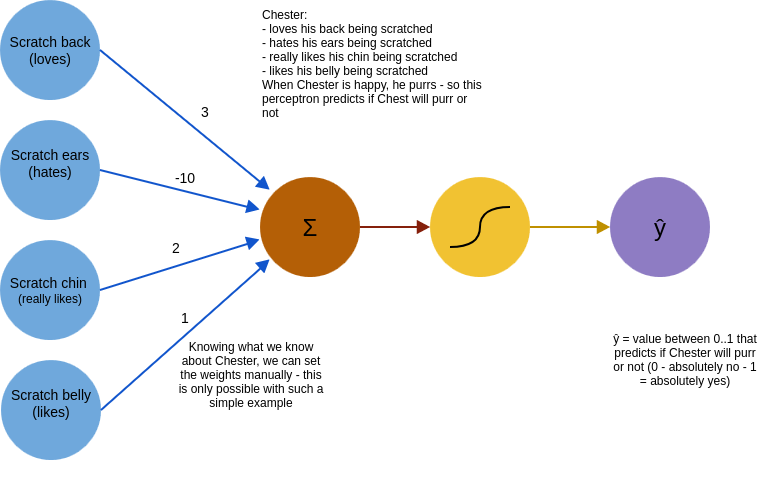 Scratch back
(loves)
Chester:
- loves his back being scratched
- hates his ears being scratched
- really likes his chin being scratched
- likes his belly being scratched
When Chester is happy, he purrs - so this
perceptron predicts if Chest will purr or
not
3
Scratch ears
(hates)
-10
Σ
ŷ
Scratch chin
(really likes)
2
1
Scratch belly
(likes)
Knowing what we know
about Chester, we can set
the weights manually - this
is only possible with such a
simple example
ŷ = value between 0..1 that
predicts if Chester will purr
or not (0 - absolutely no - 1
= absolutely yes)